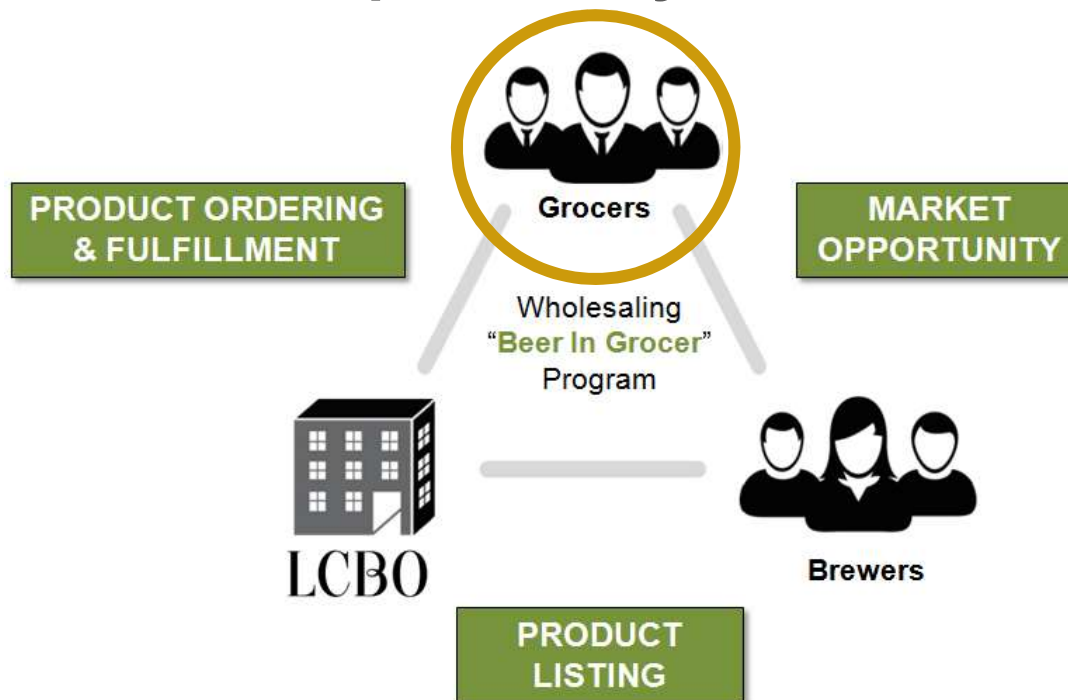 Grocers
PRODUCT ORDERING
& FULFILLMENT
MARKET
OPPORTUNITY
Wholesaling
“Beer In Grocer”
Program
LCBO
Brewers
PRODUCT
LISTING